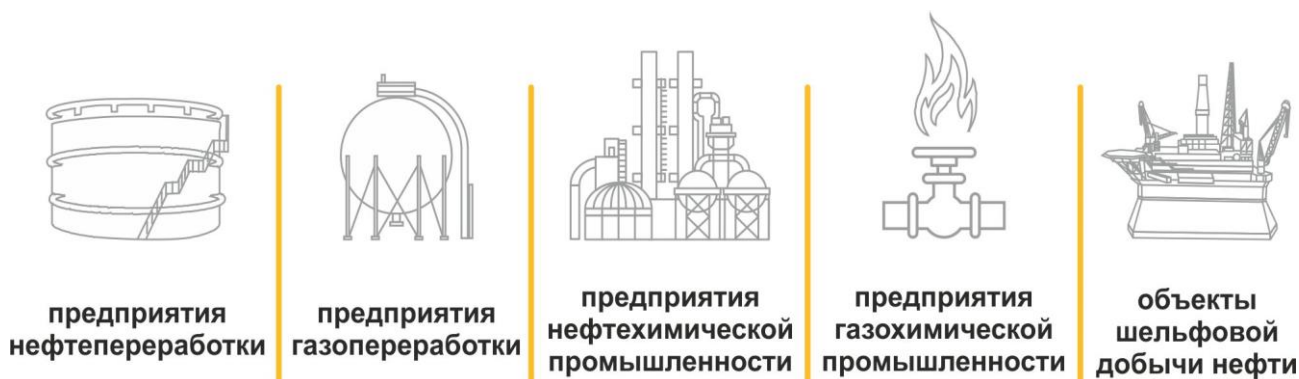 предприятия
нефтепереработки
предприятия
газопереработки
предприятия
нефтехимической
промышленности
предприятия
газохимической
промышленности
объекты
шельфовой
добычи нефти